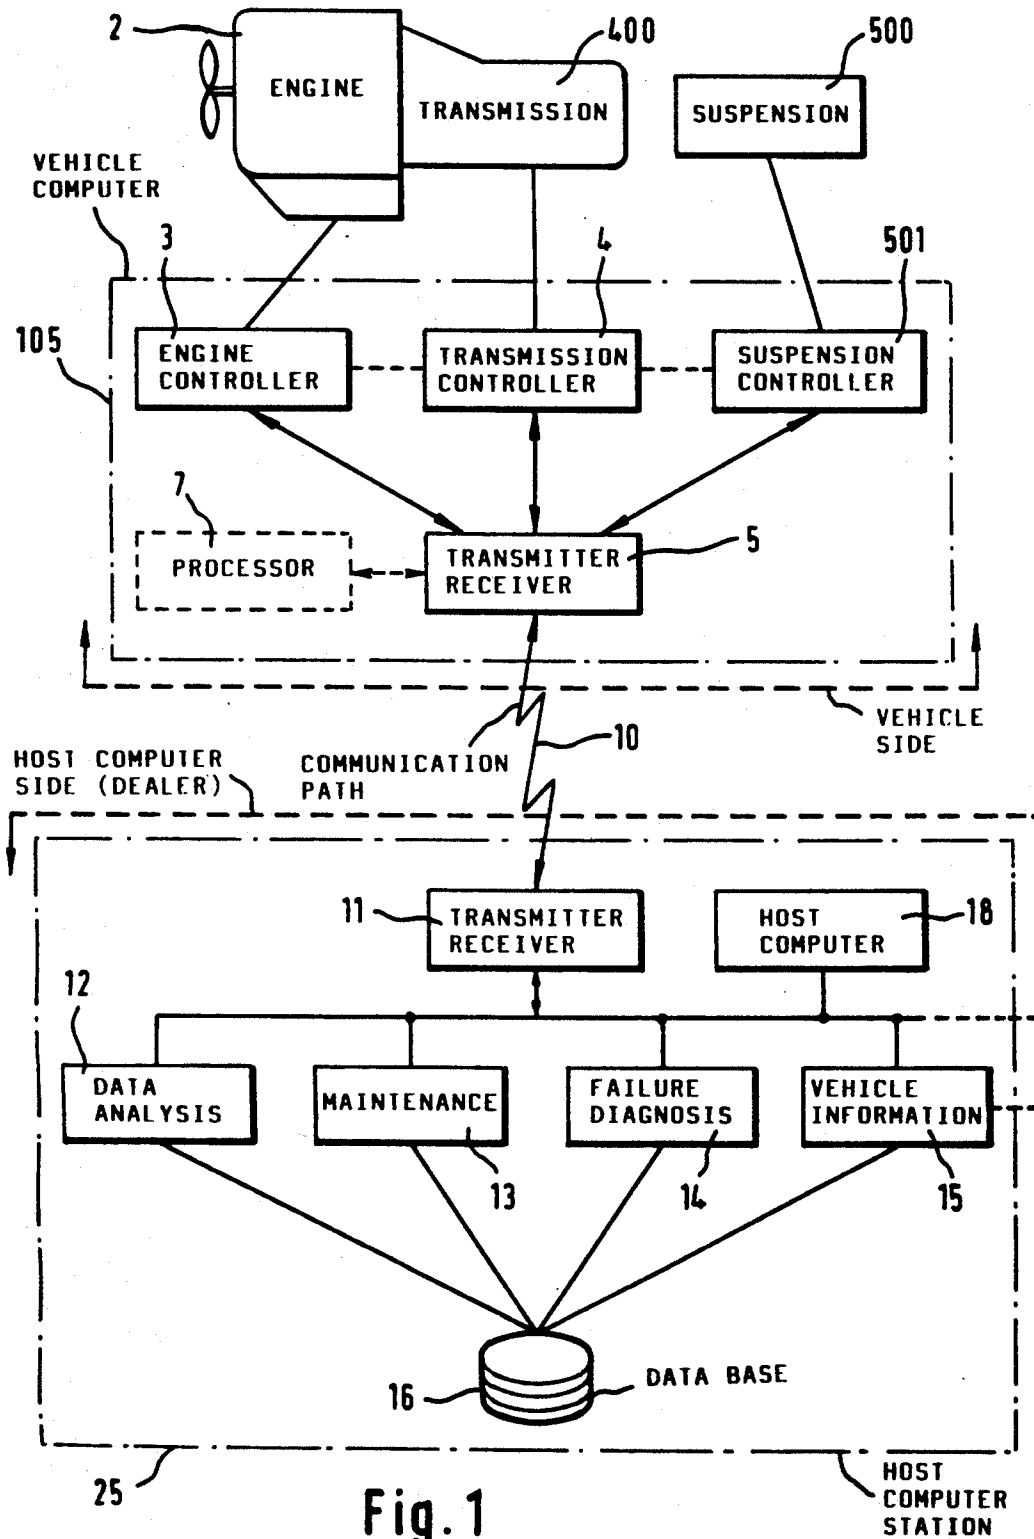 2
400
500
ENGINE
TRANSMISSION
SUSPENSION
VEHICLE
COMPUTER
3
4
501
105
ENGINE
CONTROLLER
TRANSMISSION
CONTROLLER
SUSPENSION
CONTROLLER
7
PROCESSOR
TRANSMITTER
RECEIVER
5
VEHICLE
SIDE
10
COMMUNICATION
PATH
HOST COMPUTER
SIDE (DEALER)
11
TRANSMITTER
RECEIVER
HOST
COMPUTER
18
12
DATA
ANALYSIS
MAINTENANCE
FAILURE
DIAGNOSIS
VEHICLE
INFORMATION
13
14
15
16
DATA BASE
25
HOST
COMPUTER
STATION
Fig.1